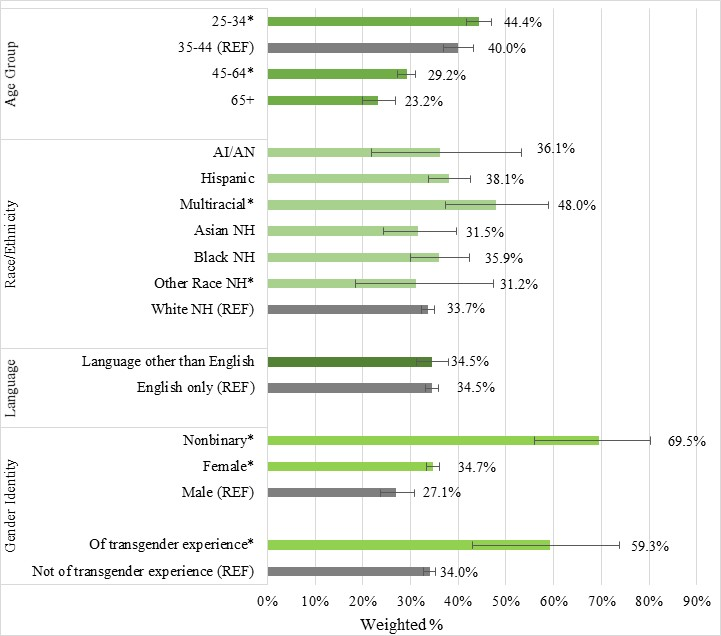 Age Group
25-34* 44.4%
35-44 (REF) 40.0%
45-64* 29.2%
65+ 23.2%
Race/Ethnicity
AI/AN 36.1%
Hispanic 38.1%
Multiracial* 48.0%
Asian NH 31.5%
Black NH 35.9%
Other Race NH* 31.2%
White NH (REF) 33.7%
Language
Language other than English 34.5%
English only (REF) 34.5%
Gender Identity
Nonbinary* 69.5%
Female* 34.7%
Male (REF) 27.1%
Of transgender experience* 59.3%
Not of transgender experience (REF) 34.0%
0% 10% 20% 30% 40% 50% 60% 70% 80% 90%
Weighted %